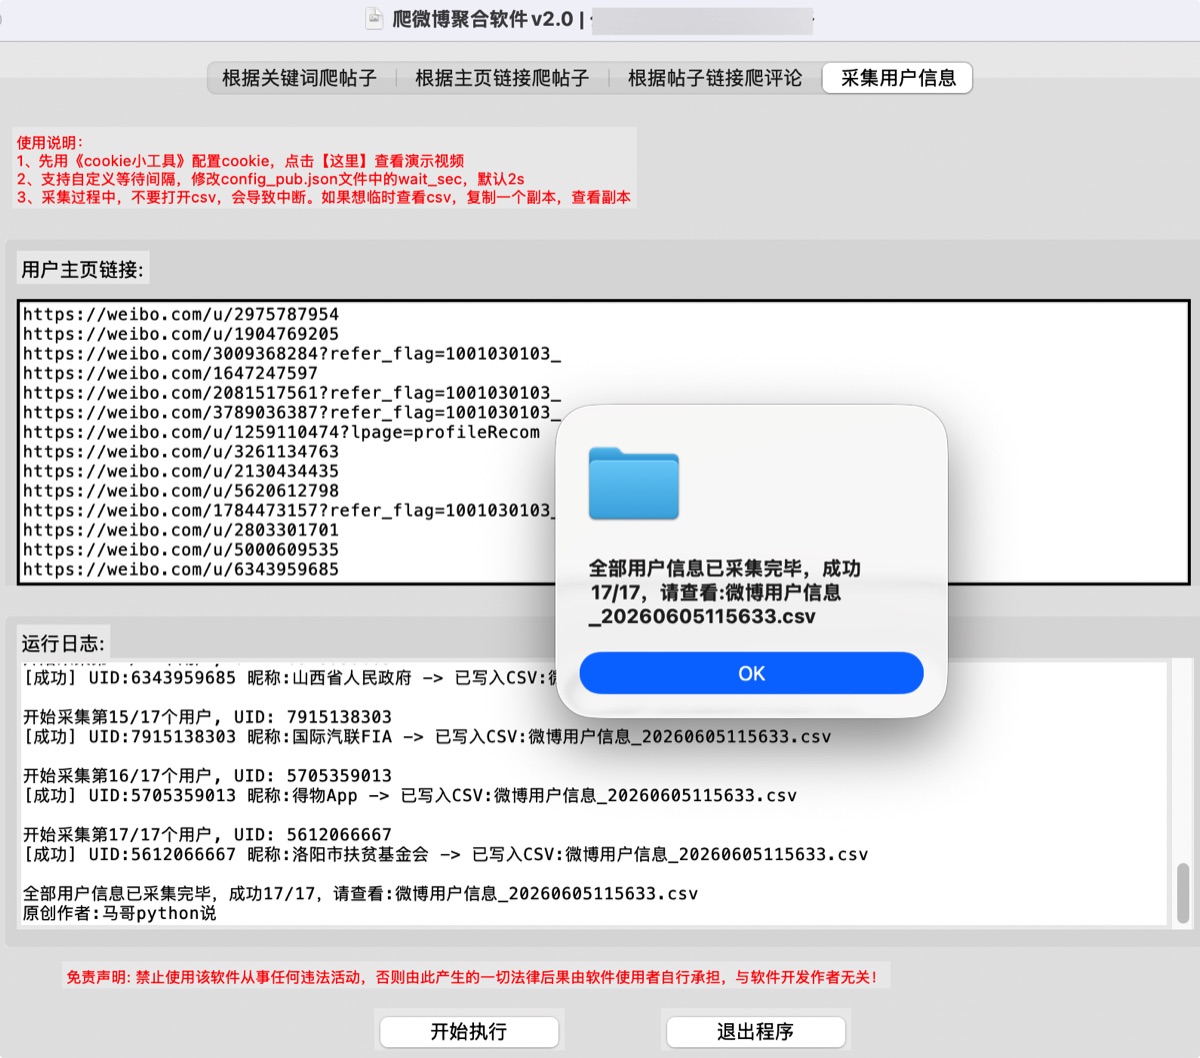 爬微博聚合软件v2.0 |
根据关键词爬帖子
根据主页链接爬帖子
根据帖子链接爬评论
采集用户信息
使用说明:
1、先用《cookie小工具》配置cookie，点击【这里】查看演示视频
2、支持自定义等待间隔，修改config_pub.json文件中的wait_sec，默认2s
3、采集过程中，不要打开csv，会导致中断。如果想临时查看csv，复制一个副本，查看副本
用户主页链接:
https://weibo.com/u/2975787954
https://weibo.com/u/1904769205
https://weibo.com/3009368284?refer_flag=1001030103_
https://weibo.com/1647247597
https://weibo.com/2081517561?refer_flag=1001030103_
https://weibo.com/3789036387?refer_flag=1001030103_
https://weibo.com/u/1259110474?lpage=profileRecom
https://weibo.com/u/3261134763
https://weibo.com/u/2130434435
https://weibo.com/u/5620612798
https://weibo.com/1784473157?refer_flag=1001030103_
https://weibo.com/u/2803301701
https://weibo.com/u/5000609535
https://weibo.com/u/6343959685
全部用户信息已采集完毕，成功
17/17，请查看:微博用户信息
_20260605115633.csv
OK
运行日志:
[成功] UID:6343959685 昵称:山西省人民政府 -> 已写入CSV:
开始采集第15/17个用户, UID: 7915138303
[成功] UID:7915138303 昵称:国际汽联FIA -> 已写入CSV:微博用户信息_20260605115633.csv
开始采集第16/17个用户, UID: 5705359013
[成功] UID:5705359013 昵称:得物App -> 已写入CSV:微博用户信息_20260605115633.csv
开始采集第17/17个用户, UID: 5612066667
[成功] UID:5612066667 昵称:洛阳市扶贫基金会 -> 已写入CSV:微博用户信息_20260605115633.csv
全部用户信息已采集完毕，成功17/17，请查看:微博用户信息_20260605115633.csv
原创作者:马哥python说
免责声明: 禁止使用该软件从事任何违法活动，否则由此产生的一切法律后果由软件使用者自行承担，与软件开发作者无关！
开始执行
退出程序